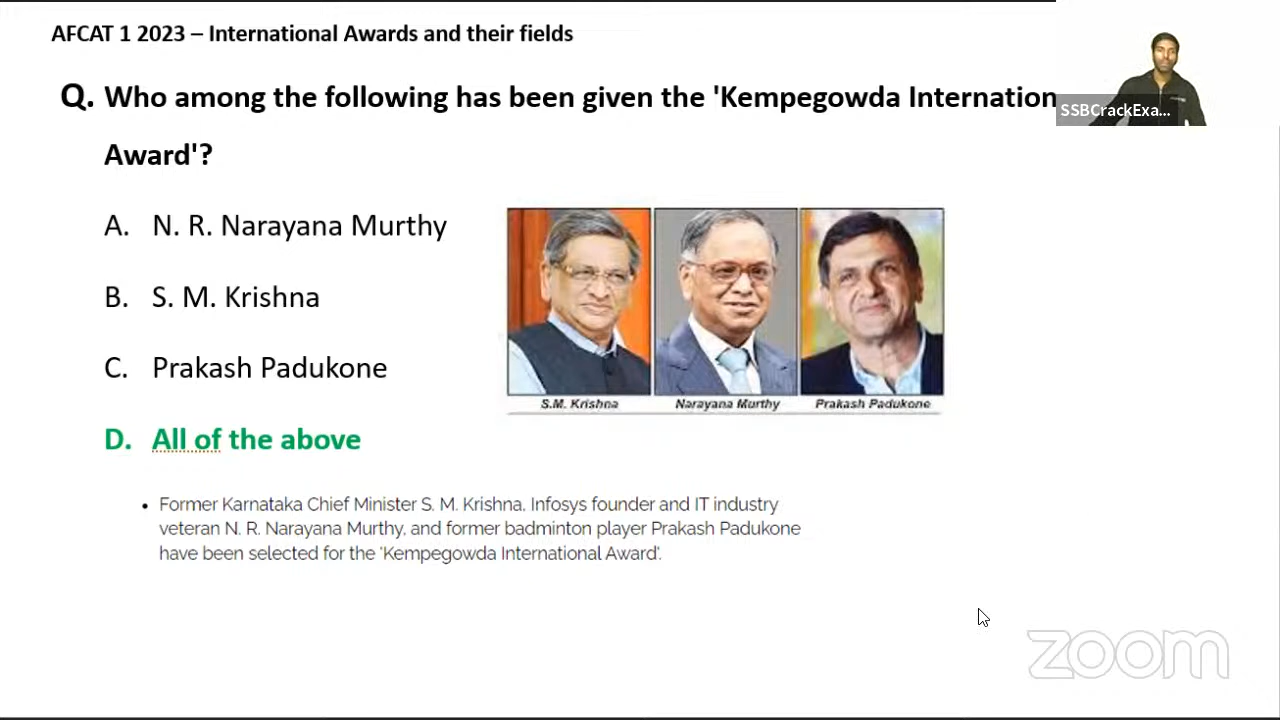 AFCAT 1 2023 – International Awards and their fields
Q. Who among the following has been given the 'Kempegowda Internation
SSBCrackExa...
Award'?
A. N. R. Narayana Murthy
B. S. M. Krishna
C. Prakash Padukone
S.M. Krishna Narayana Murthy Prakash Padukone
D. All of the above
• Former Karnataka Chief Minister S. M. Krishna, Infosys founder and IT industry
veteran N. R. Narayana Murthy, and former badminton player Prakash Padukone
have been selected for the 'Kempegowda International Award'.
zoom